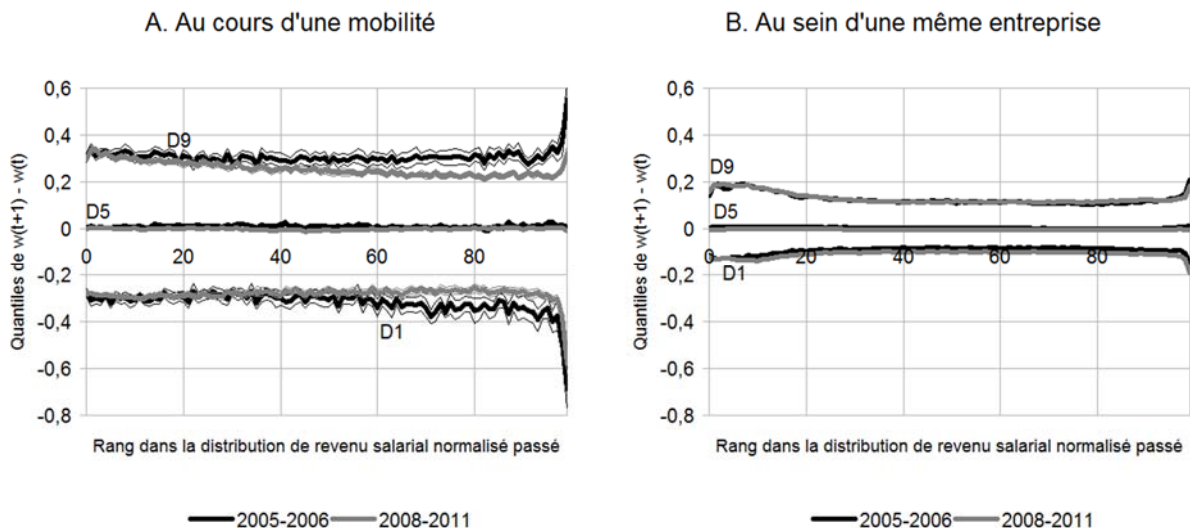 A. Au cours d'une mobilité
Quantiles de w(t+1) - w(t)
0,6
0,4
0,2
0
-0,2
-0,4
-0,6
-0,8
D9
D5
D1
0
20
40
60
80
Rang dans la distribution de revenu salarial normalisé passé
2005-2006
2008-2011
B. Au sein d'une même entreprise
Quantiles de w(t+1) - w(t)
0,6
0,4
0,2
0
-0,2
-0,4
-0,6
-0,8
D9
D5
D1
0
20
40
60
80
Rang dans la distribution de revenu salarial normalisé passé
2005-2006
2008-2011